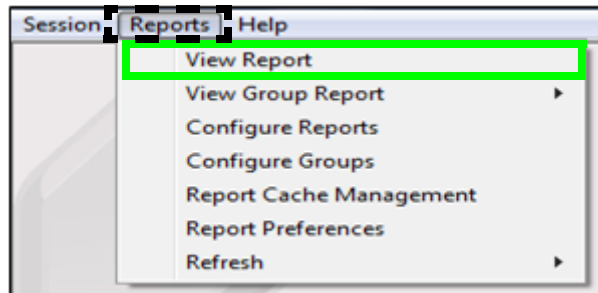 Session Reports Help
View Report
View Group Report
Configure Reports
Configure Groups
Report Cache Management
Report Preferences
Refresh